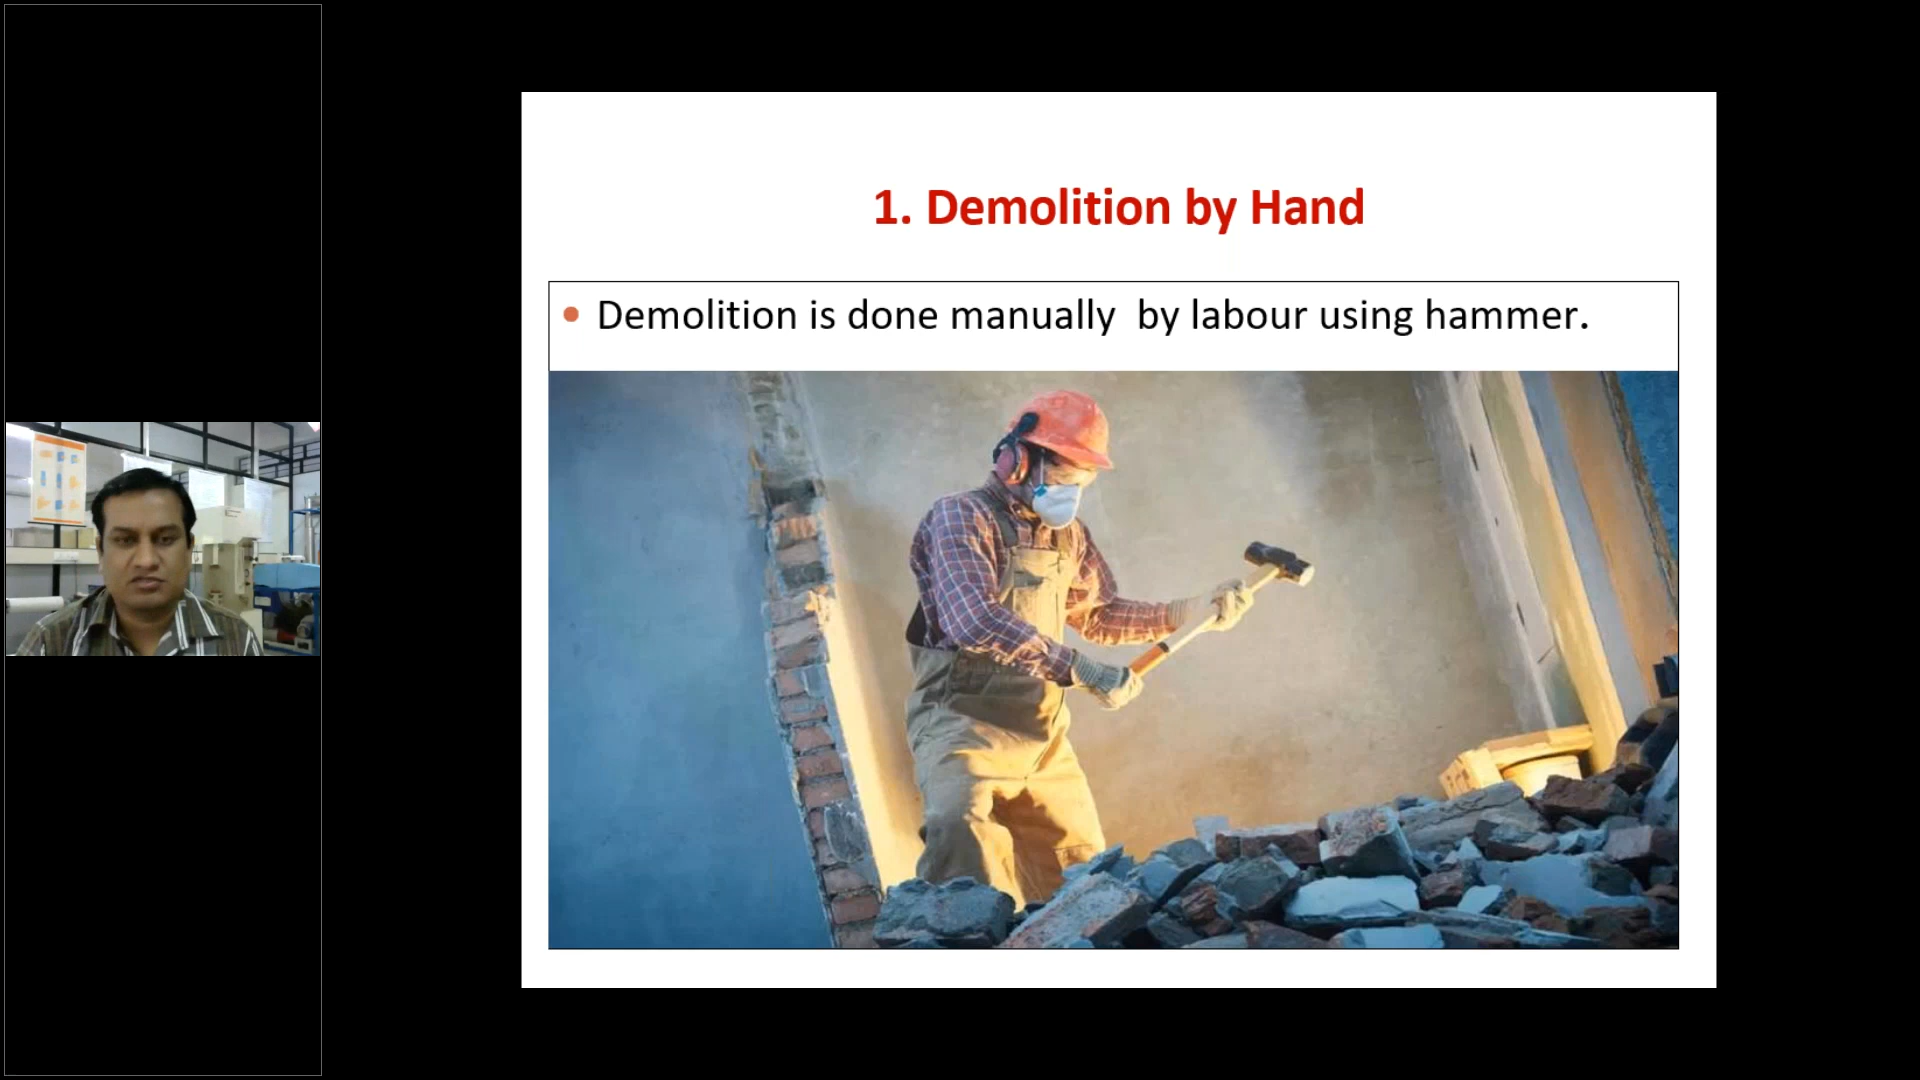 1. Demolition by Hand
• Demolition is done manually  by labour using hammer.